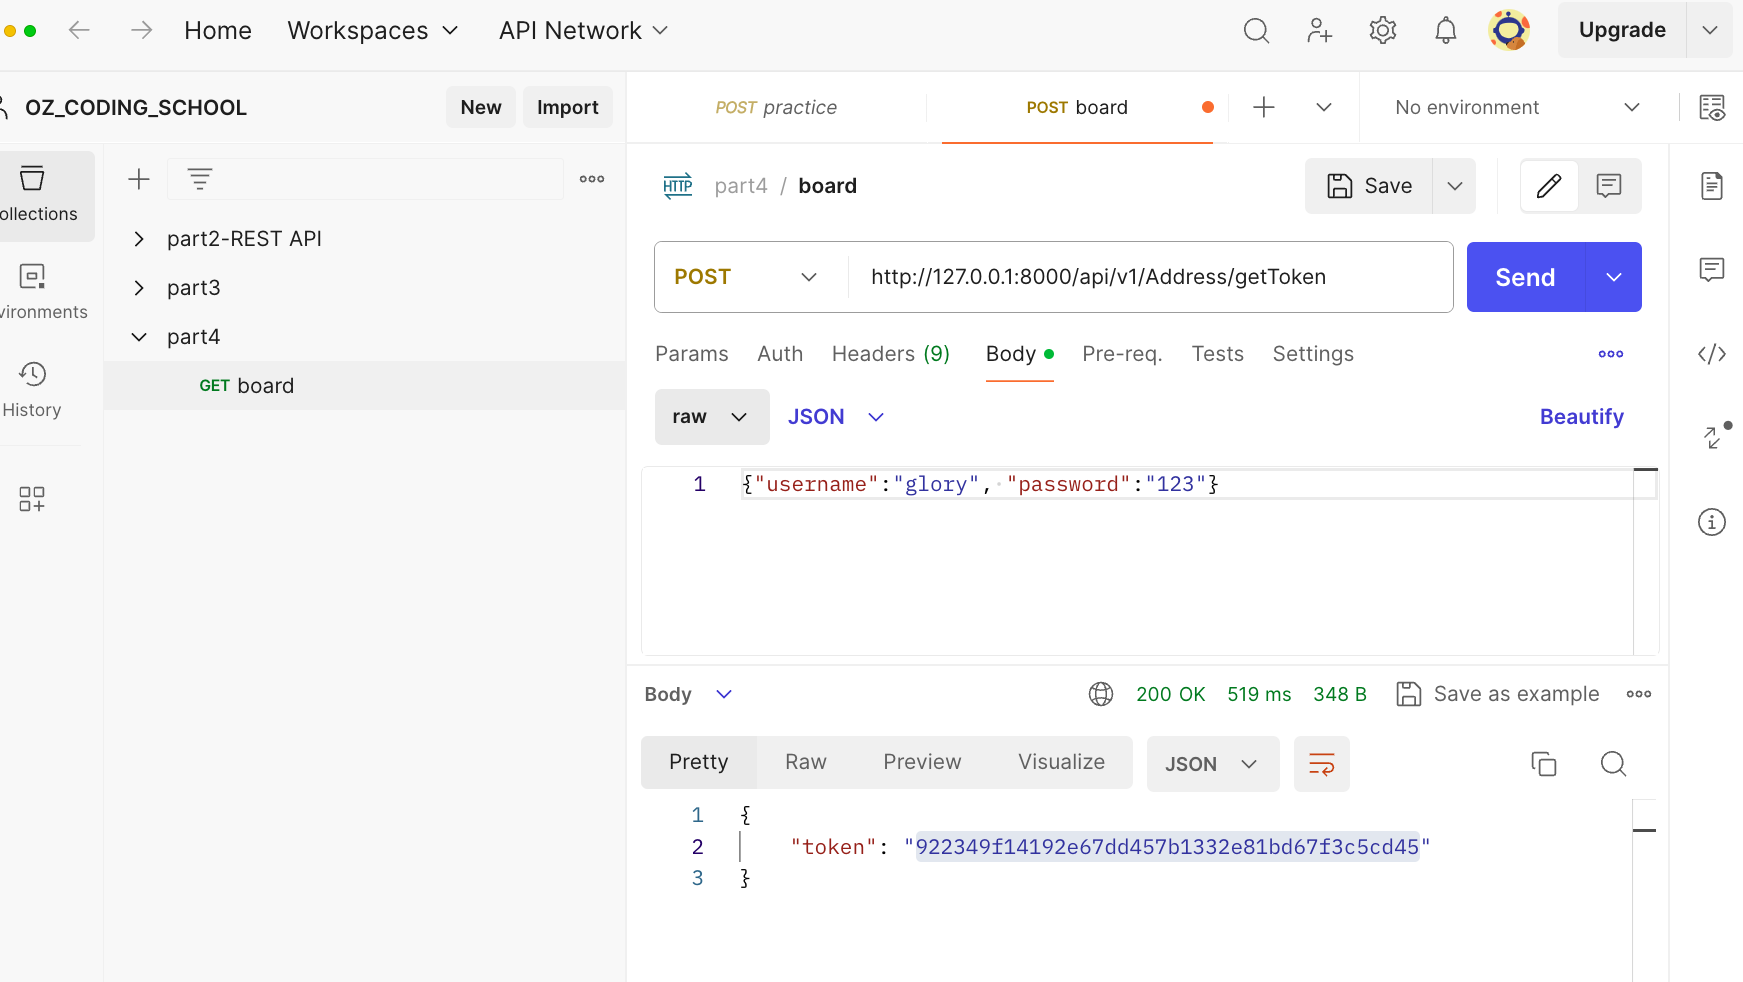 Home Workspaces API Network Upgrade
OZ_CODING_SCHOOL New Import POST practice POST board No environment
ollections
part2-REST API
part3
part4
GET board
vironments
History
HTTP part4 / board Save
POST http://127.0.0.1:8000/api/v1/Address/getToken Send
Params Auth Headers (9) Body Pre-req. Tests Settings
raw JSON Beautify
1 {"username":"glory", "password":"123"}
Body 200 OK 519 ms 348 B Save as example
Pretty Raw Preview Visualize JSON
1 {
2 "token": "922349f14192e67dd457b1332e81bd67f3c5cd45"
3 }